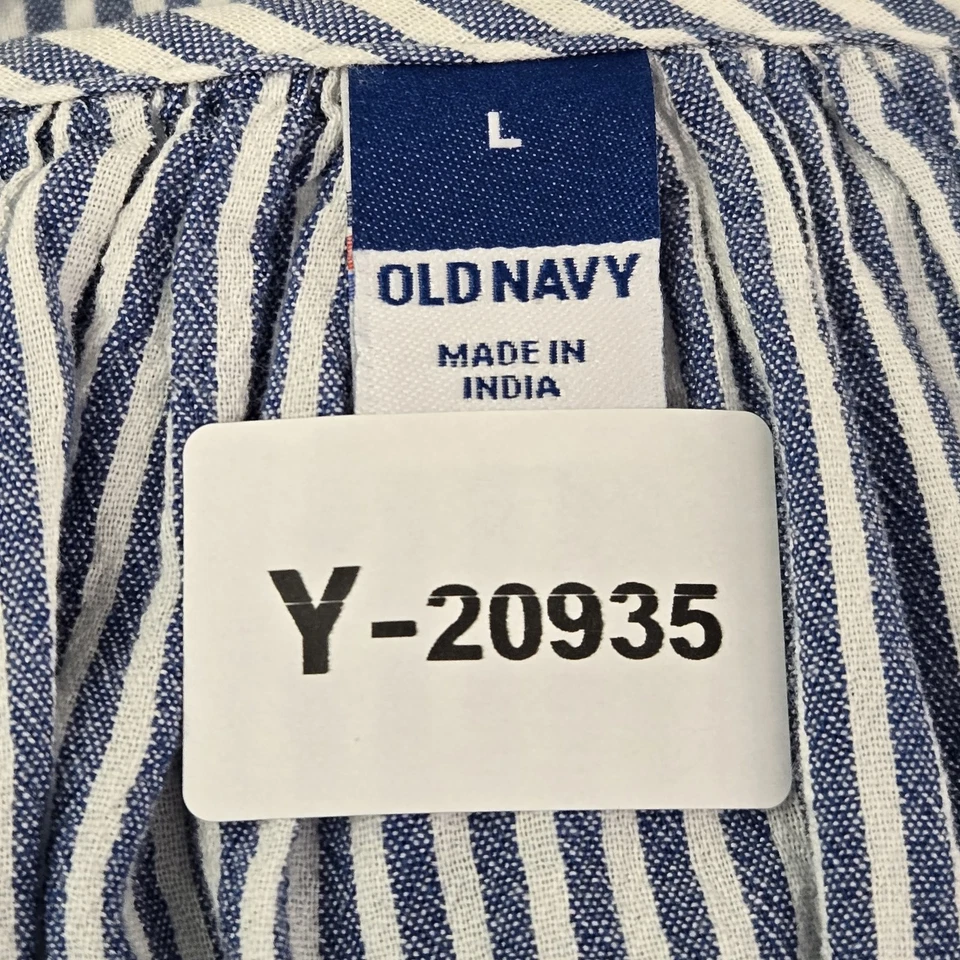 L
OLD NAVY
MADE IN
INDIA
Y-20935